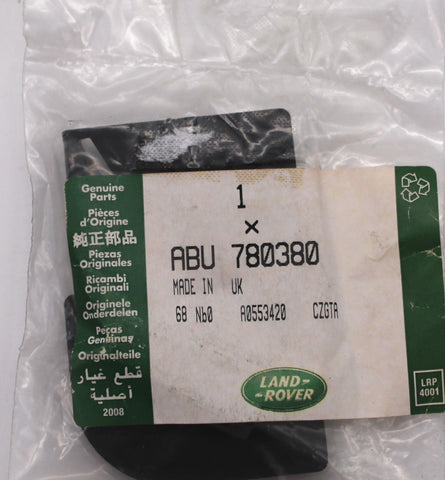 Genuine
Parts
Pièces
d'Origine
純正部品
Piezas
Originales
Ricambi
Originali
Originele
Onderdelen
Peças
Genuínas
Originalteile
قطع غيار
أصلية
2008
1
×
ABU 780380
MADE IN UK
68 Nb0 A0553420 CZGTA
LAND-
-ROVER
LRP
4001